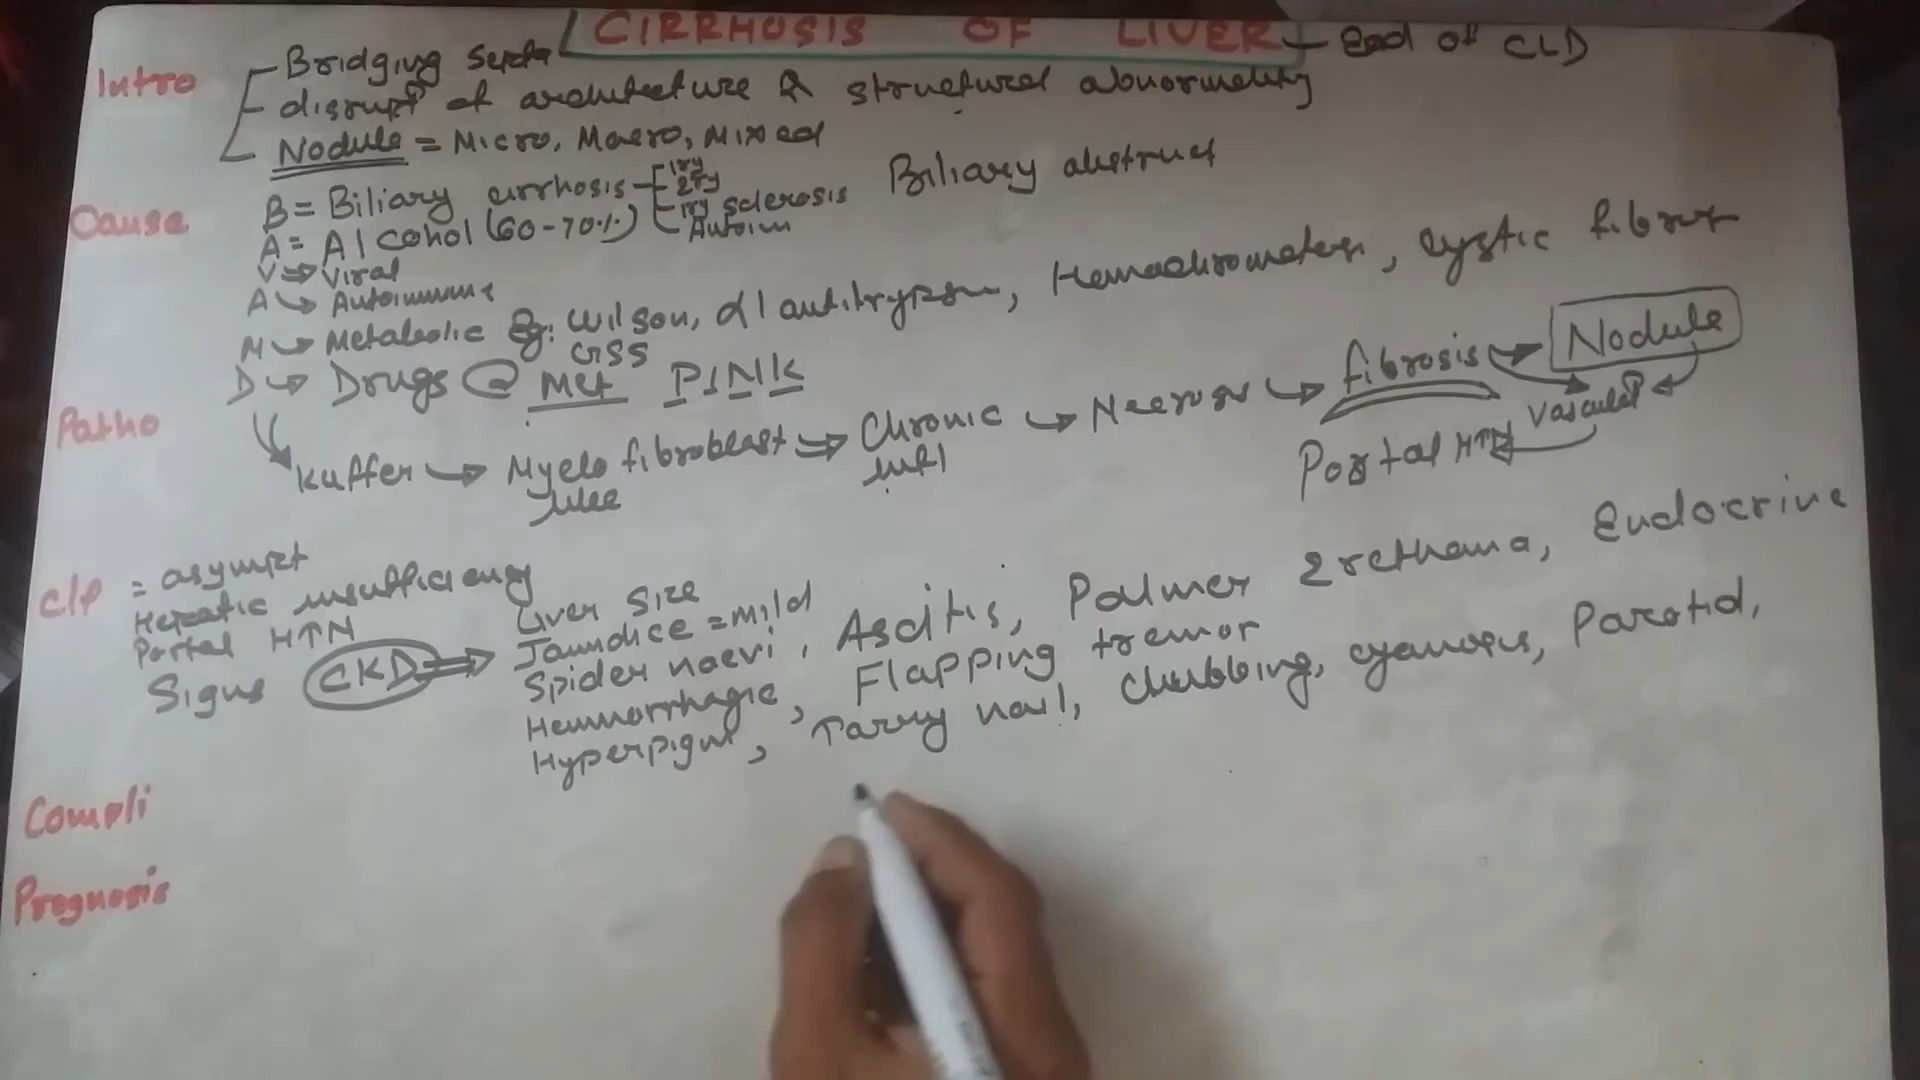 CIRRHOSIS OF LIVER - End of CLD
Intro
Bridging Septa
disrupt of architecture & structural abnormality
Nodule = Micro, Macro, Mixed
Cause
B = Biliary cirrhosis 1ry 2ry 1ry sclerosis Autoim Biliary obstruct
A = Alcohol (60-70%)
V → Viral
A → Autoimmune
M → Metabolic Eg: Wilson, α1 antitrypsin, Hemachromatosis, cystic fibros
GSS
D → Drugs @ Met PINK
Patho
Kuffer → Myelo fibroblast → Chronic → Necrosis → fibrosis → Nodule
like
infl
Vascular
Portal HTN
C/P = asympt
Hepatic insufficiency
Portal HTN
Signs CKD
Liver Size
Jaundice = mild
Spider naevi, Ascitis, Palmer Erethema, Endocrine
Hemorrhagic, Flapping tremor
Hyperpigm, Tarry nail, Clubbing, cyanosis, Parotid,
Compli
Prognosis